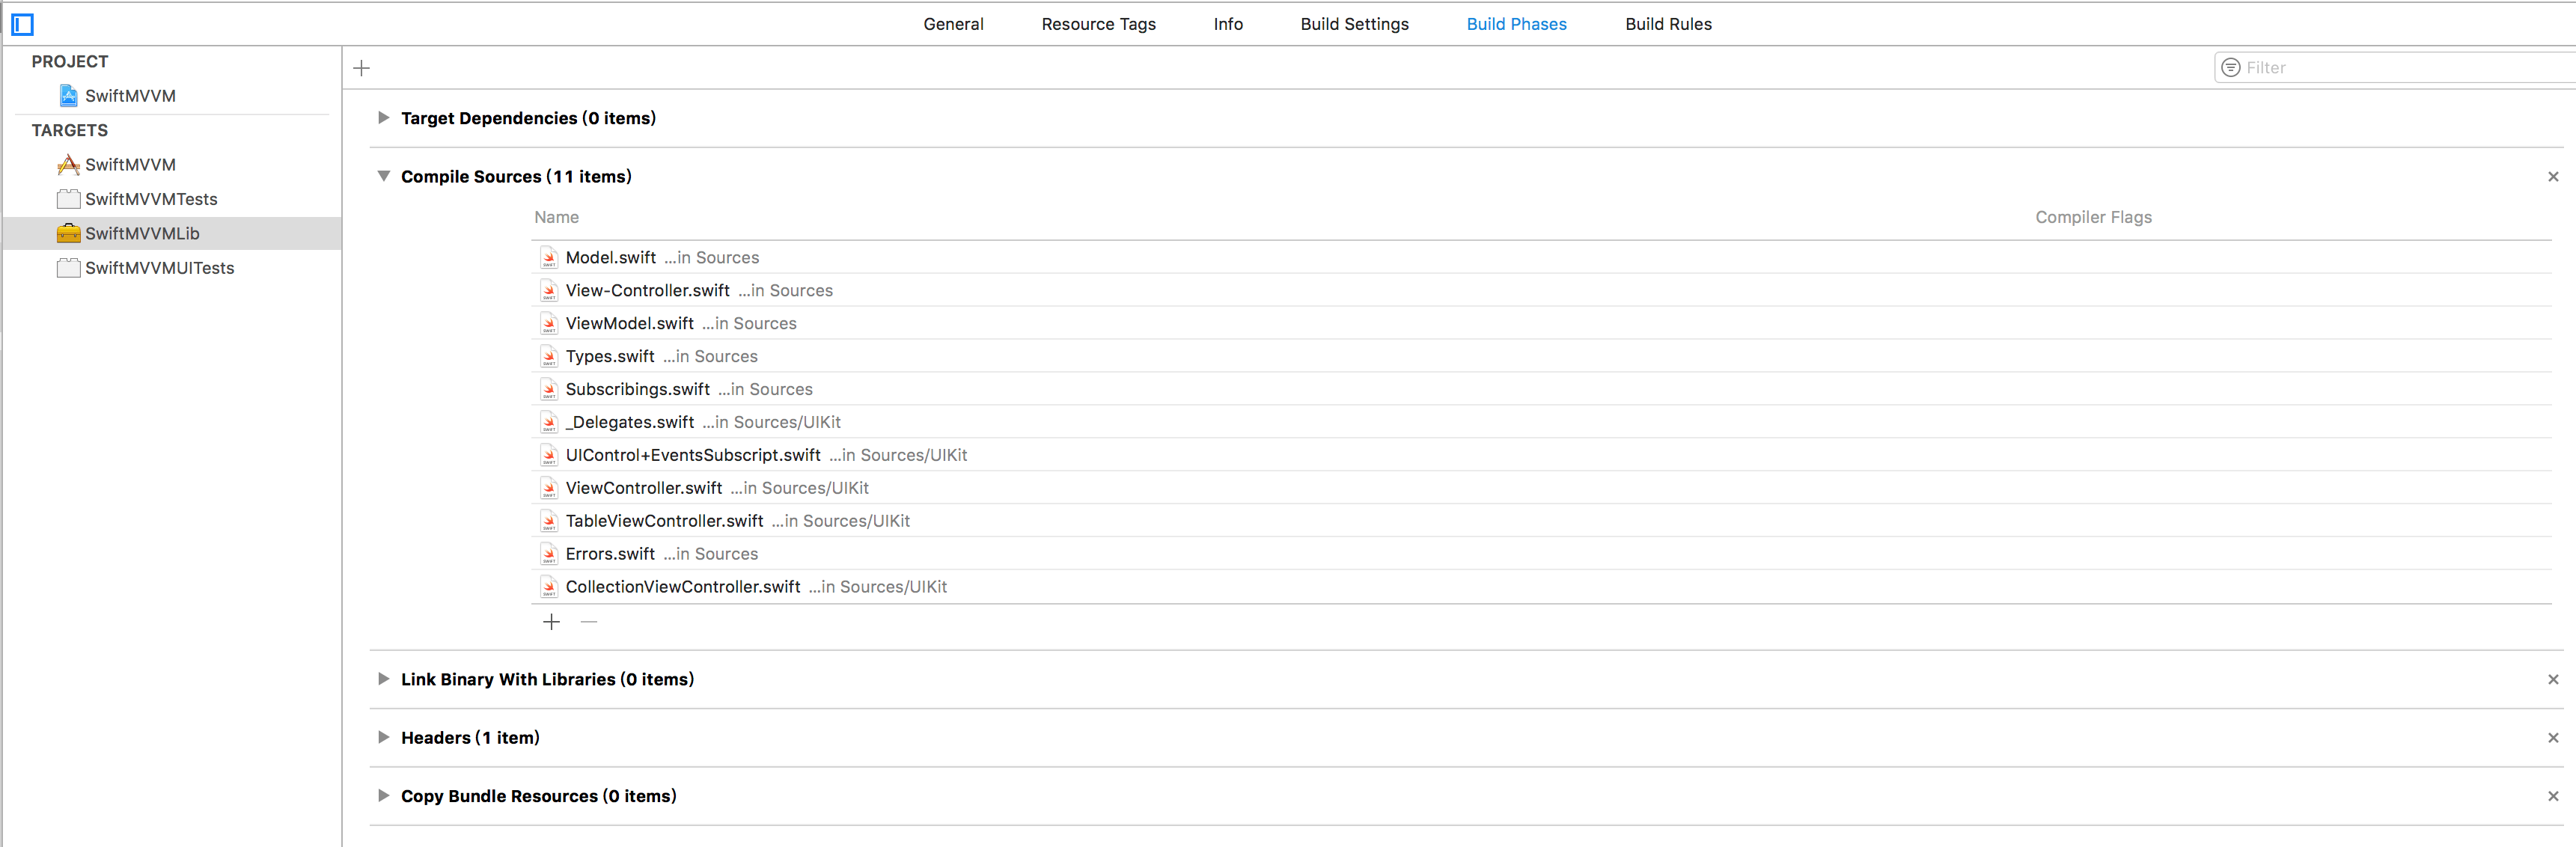 General Resource Tags Info Build Settings Build Phases Build Rules
PROJECT
SwiftMVVM
TARGETS
SwiftMVVM
SwiftMVVMTests
SwiftMVVMLib
SwiftMVVMUITests
Filter
Target Dependencies (0 items)
Compile Sources (11 items)
Name Compiler Flags
Model.swift ...in Sources
View-Controller.swift ...in Sources
ViewModel.swift ...in Sources
Types.swift ...in Sources
Subscribings.swift ...in Sources
_Delegates.swift ...in Sources/UIKit
UIControl+EventsSubscript.swift ...in Sources/UIKit
ViewController.swift ...in Sources/UIKit
TableViewController.swift ...in Sources/UIKit
Errors.swift ...in Sources
CollectionViewController.swift ...in Sources/UIKit
Link Binary With Libraries (0 items)
Headers (1 item)
Copy Bundle Resources (0 items)